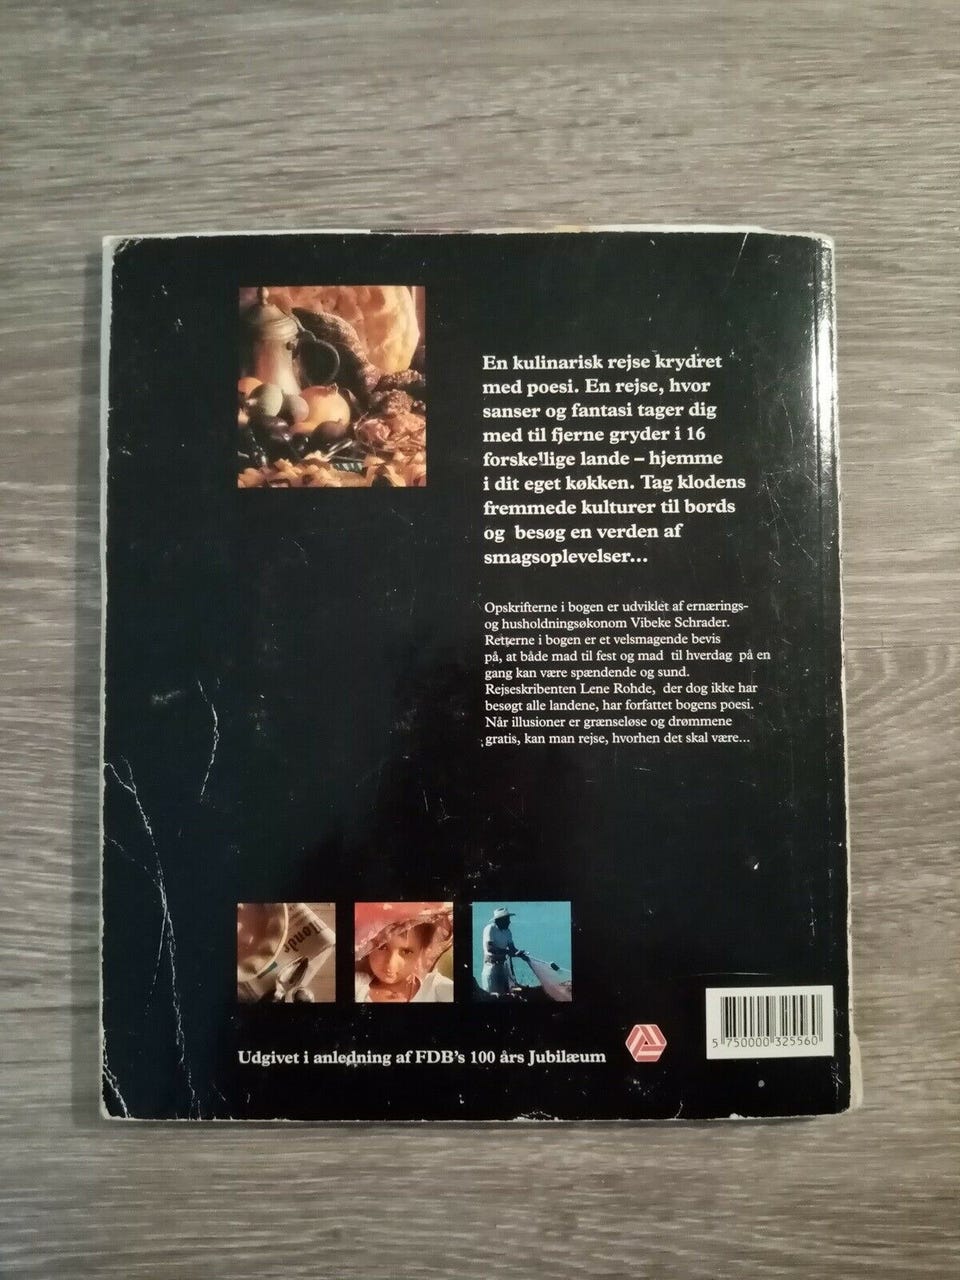 En kulinarisk rejse krydret
med poesi. En rejse, hvor
sanser og fantasi tager dig
med til fjerne gryder i 16
forskellige lande – hjemme
i dit eget køkken. Tag klodens
fremmede kulturer til bords
og besøg en verden af
smagsoplevelser...
Opskrifterne i bogen er udviklet af ernærings-
og husholdningsøkonom Vibeke Schrader.
Retterne i bogen er et velsmagende bevis
på, at både mad til fest og mad til hverdag på en
gang kan være spændende og sund.
Rejseskribenten Lene Rohde, der dog ikke har
besøgt alle landene, har forfattet bogens poesi.
Når illusioner er grænseløse og drømmene
gratis, kan man rejse, hvorhen det skal være...
Udgivet i anledning af FDB's 100 års Jubilæum
5 750000 325560